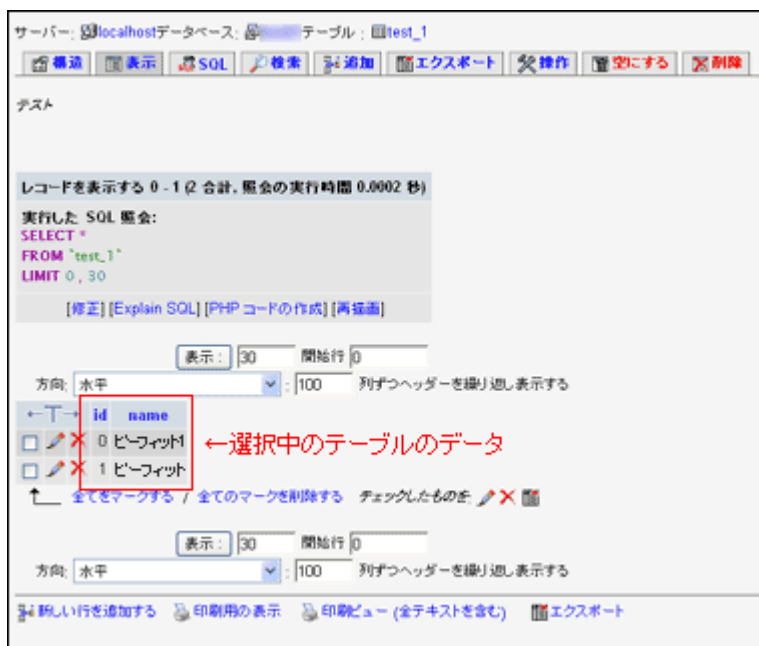 サーバー: localhostデータベース: テーブル : test_1
構造 表示 SQL 検索 追加 エクスポート 操作 空にする 削除
テスト
レコードを表示する 0 - 1 (2 合計, 照会の実行時間 0.0002 秒)
実行した SQL 照会:
SELECT *
FROM `test_1`
LIMIT 0 , 30
[修正] [Explain SQL] [PHP コードの作成] [再描画]
表示 : 30 開始行 0
方向: 水平 : 100 列ずつヘッダーを繰り返し表示する
←T→ id name
0 ビーフィット1 ←選択中のテーブルのデータ
1 ビーフィット
全てをマークする / 全てのマークを削除する チェックしたものを:
表示 : 30 開始行 0
方向: 水平 : 100 列ずつヘッダーを繰り返し表示する
新しい行を追加する 印刷用の表示 印刷ビュー (全テキストを含む) エクスポート